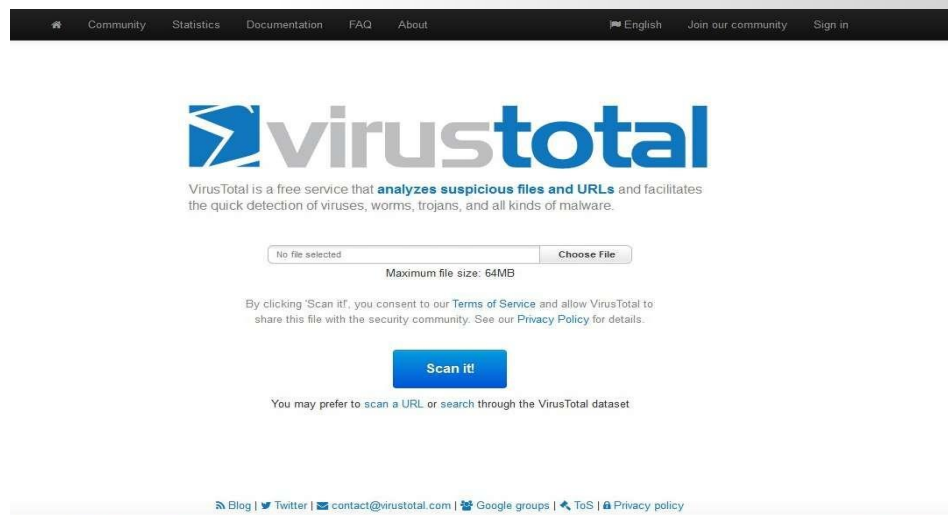 Community Statistics Documentation FAQ About English Join our community Sign in
virustotal
VirusTotal is a free service that analyzes suspicious files and URLs and facilitates
the quick detection of viruses, worms, trojans, and all kinds of malware.
No file selected Choose File
Maximum file size: 64MB
By clicking 'Scan it!', you consent to our Terms of Service and allow VirusTotal to
share this file with the security community. See our Privacy Policy for details.
Scan it!
You may prefer to scan a URL or search through the VirusTotal dataset
Blog | Twitter | contact@virustotal.com | Google groups | ToS | Privacy policy